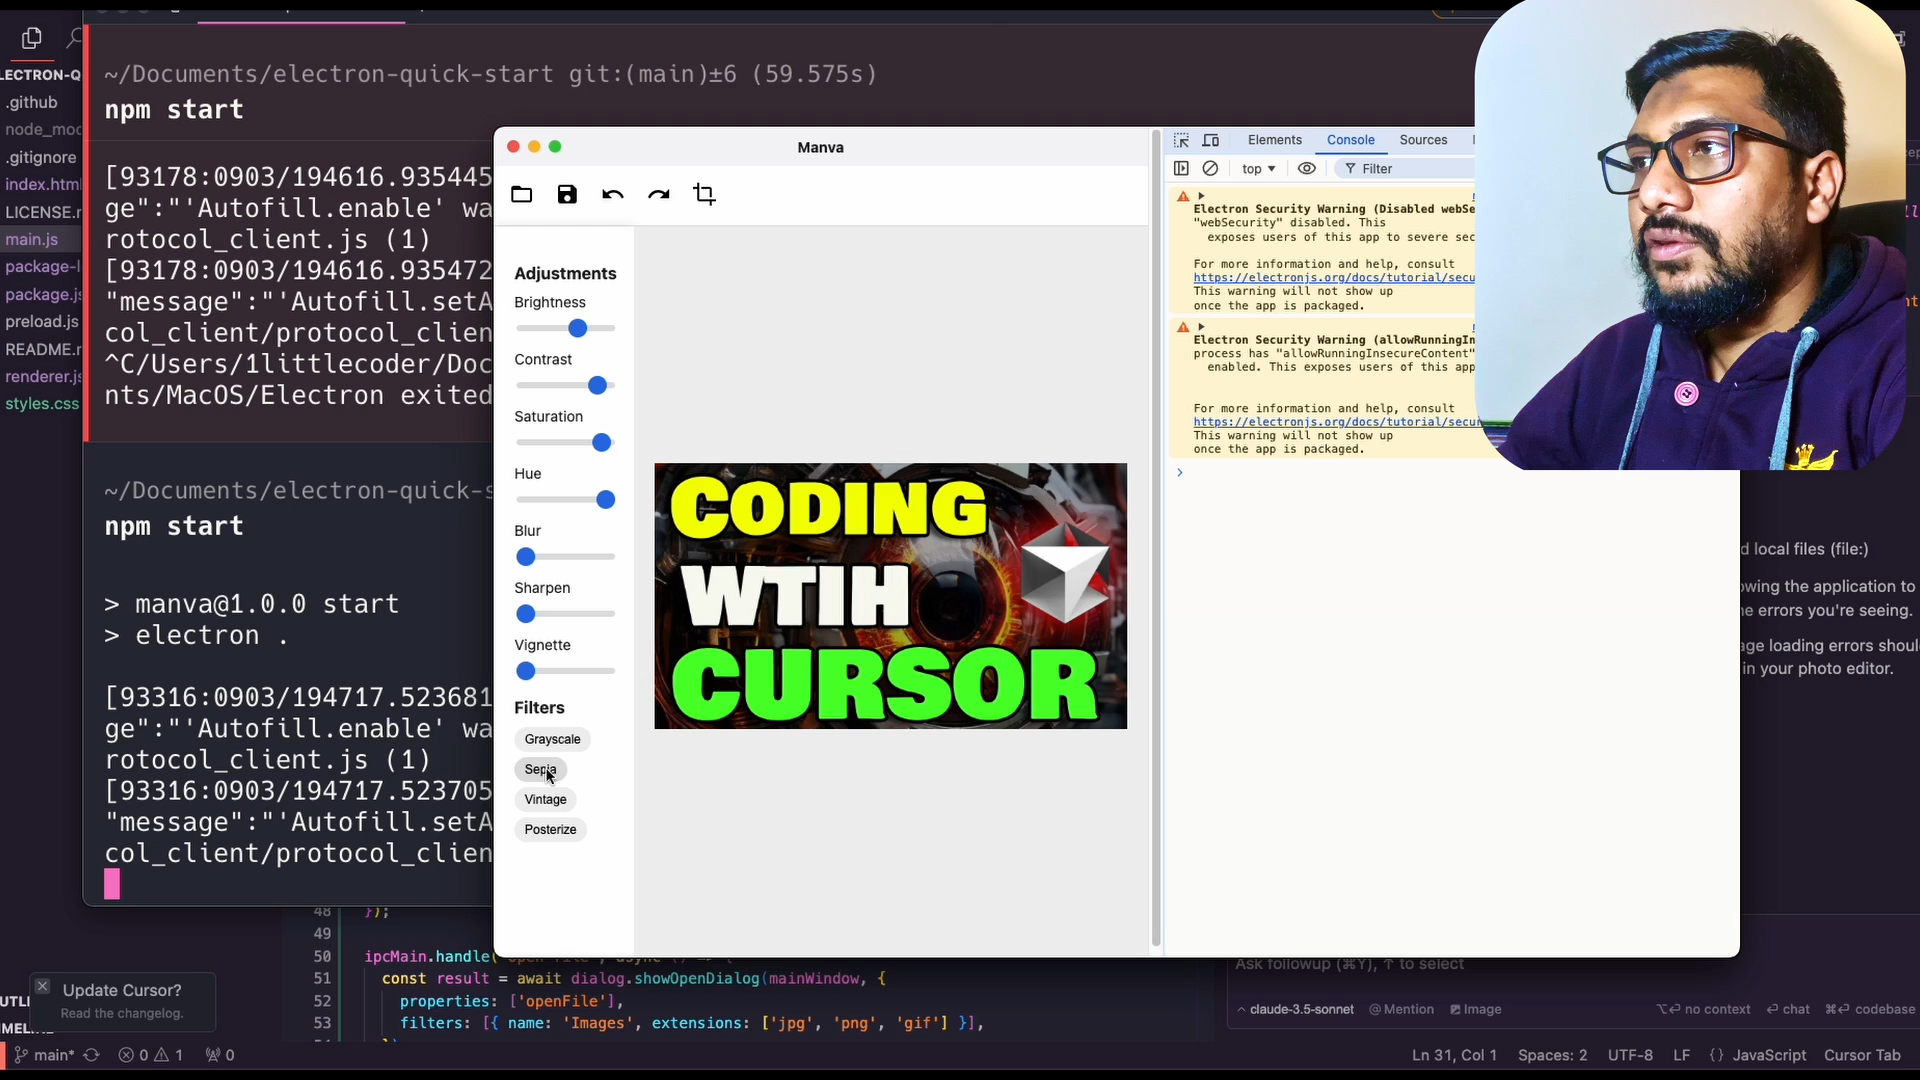 LECTRON-Q
.github
node_mod
.gitignore
index.html
LICENSE.
main.js
package-l
package.js
preload.js
README.
renderer.js
styles.css
UTL
IMELINE
~/Documents/electron-quick-start git:(main)±6 (59.575s)
npm start
[93178:0903/194616.935445
ge":"'Autofill.enable' wa
rotocol_client.js (1)
[93178:0903/194616.935472
"message":"'Autofill.setA
col_client/protocol_clien
^C/Users/1littlecoder/Doc
nts/MacOS/Electron exited
~/Documents/electron-quick-s
npm start
> manva@1.0.0 start
> electron .
[93316:0903/194717.523681
ge":"'Autofill.enable' wa
rotocol_client.js (1)
[93316:0903/194717.523705
"message":"'Autofill.setA
col_client/protocol_clien
Manva
Adjustments
Brightness
Contrast
Saturation
Hue
Blur
Sharpen
Vignette
Filters
Grayscale
Sepia
Vintage
Posterize
CODING
WTIH
CURSOR
Elements Console Sources
top Filter
Electron Security Warning (Disabled webSe
"webSecurity" disabled. This
exposes users of this app to severe sec
For more information and help, consult
https://electronjs.org/docs/tutorial/secu
This warning will not show up
once the app is packaged.
Electron Security Warning (allowRunningIn
process has "allowRunningInsecureContent"
enabled. This exposes users of this app
For more information and help, consult
https://electronjs.org/docs/tutorial/secur
This warning will not show up
once the app is packaged.
>
d local files (file:)
owing the application to
e errors you're seeing.
age loading errors shoul
in your photo editor.
48 });
49
50 ipcMain.handle(
51 const result = await dialog.showOpenDialog(mainWindow, {
52 properties: ['openFile'],
53 filters: [{ name: 'Images', extensions: ['jpg', 'png', 'gif'] }],
Update Cursor?
Read the changelog.
Ask followup (⌘Y), ↑ to select
claude-3.5-sonnet @ Mention Image
⌥⏎ no context ⏎ chat ⌘⏎ codebase
main* 0 1 0
Ln 31, Col 1 Spaces: 2 UTF-8 LF {} JavaScript Cursor Tab